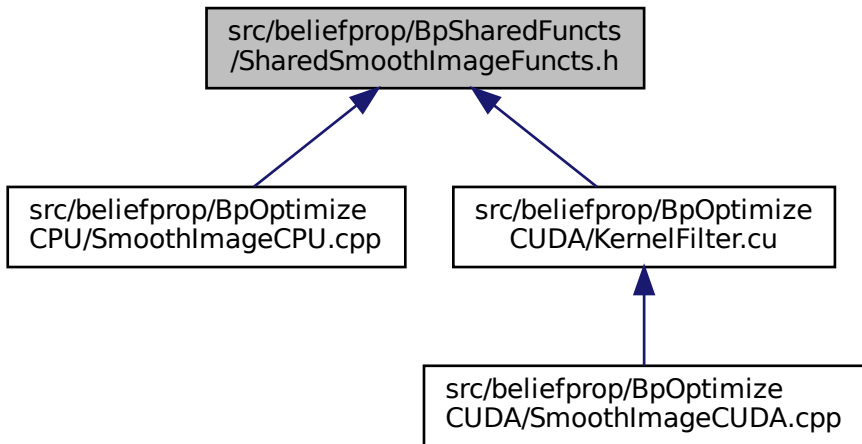 src/beliefprop/BpSharedFuncts
/SharedSmoothImageFuncts.h
src/beliefprop/BpOptimize
CPU/SmoothImageCPU.cpp
src/beliefprop/BpOptimize
CUDA/KernelFilter.cu
src/beliefprop/BpOptimize
CUDA/SmoothImageCUDA.cpp